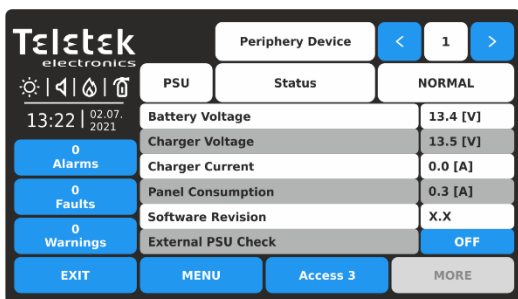 Teletek
electronics
Periphery Device
<
1
>
PSU
Status
NORMAL
13:22
02.07.
2021
Battery Voltage
13.4 [V]
Charger Voltage
13.5 [V]
Charger Current
0.0 [A]
Panel Consumption
0.3 [A]
Software Revision
X.X
External PSU Check
OFF
0
Alarms
0
Faults
0
Warnings
EXIT
MENU
Access 3
MORE